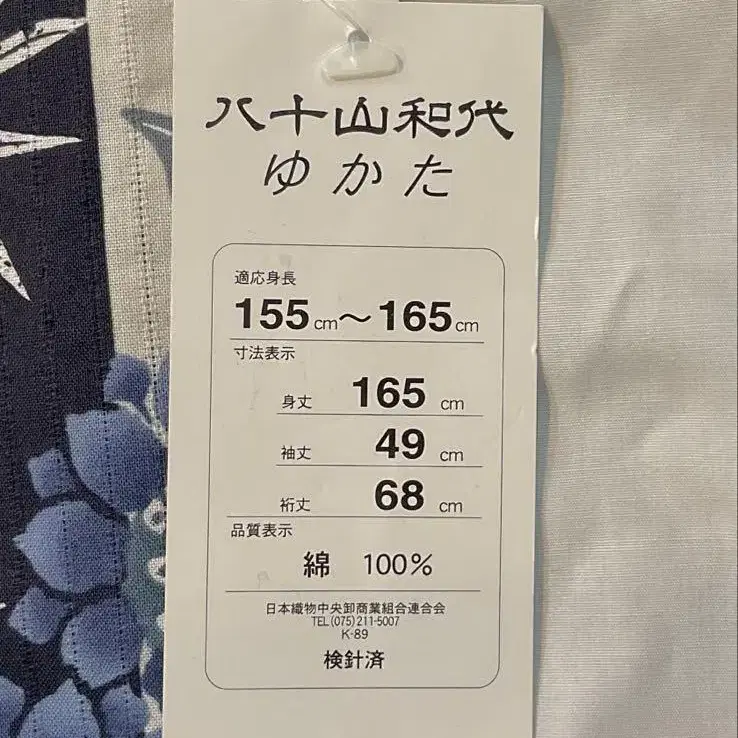 八十山和代
ゆかた
適応身長
155cm〜165cm
寸法表示
身丈 165 cm
袖丈 49 cm
裄丈 68 cm
品質表示
綿 100%
日本織物中央卸商業組合連合会
TEL(075)211-5007
K-89
検針済